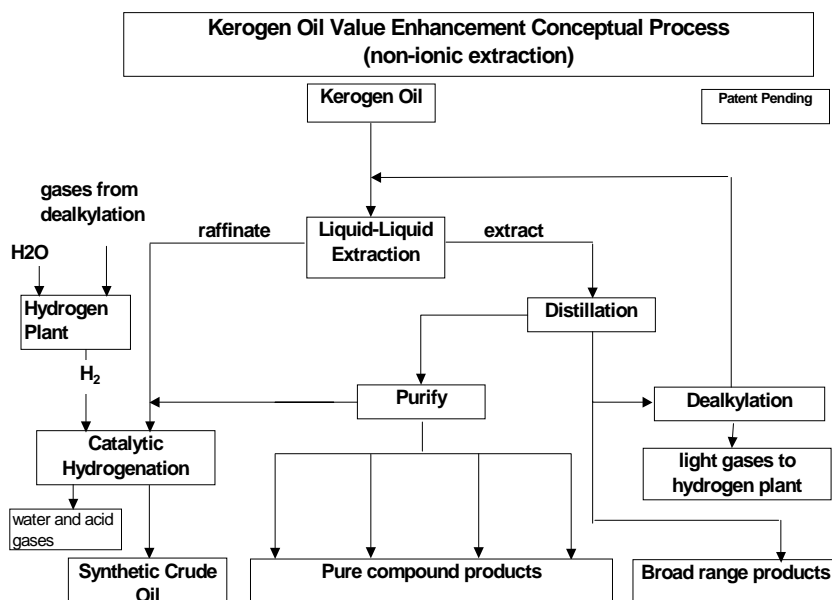 Kerogen Oil Value Enhancement Conceptual Process
(non-ionic extraction)
Kerogen Oil
Patent Pending
gases from
dealkylation
raffinate
Liquid-Liquid
Extraction
extract
H2O
Hydrogen
Plant
Distillation
H2
Purify
Dealkylation
Catalytic
Hydrogenation
light gases to
hydrogen plant
water and acid
gases
Synthetic Crude
Oil
Pure compound products
Broad range products